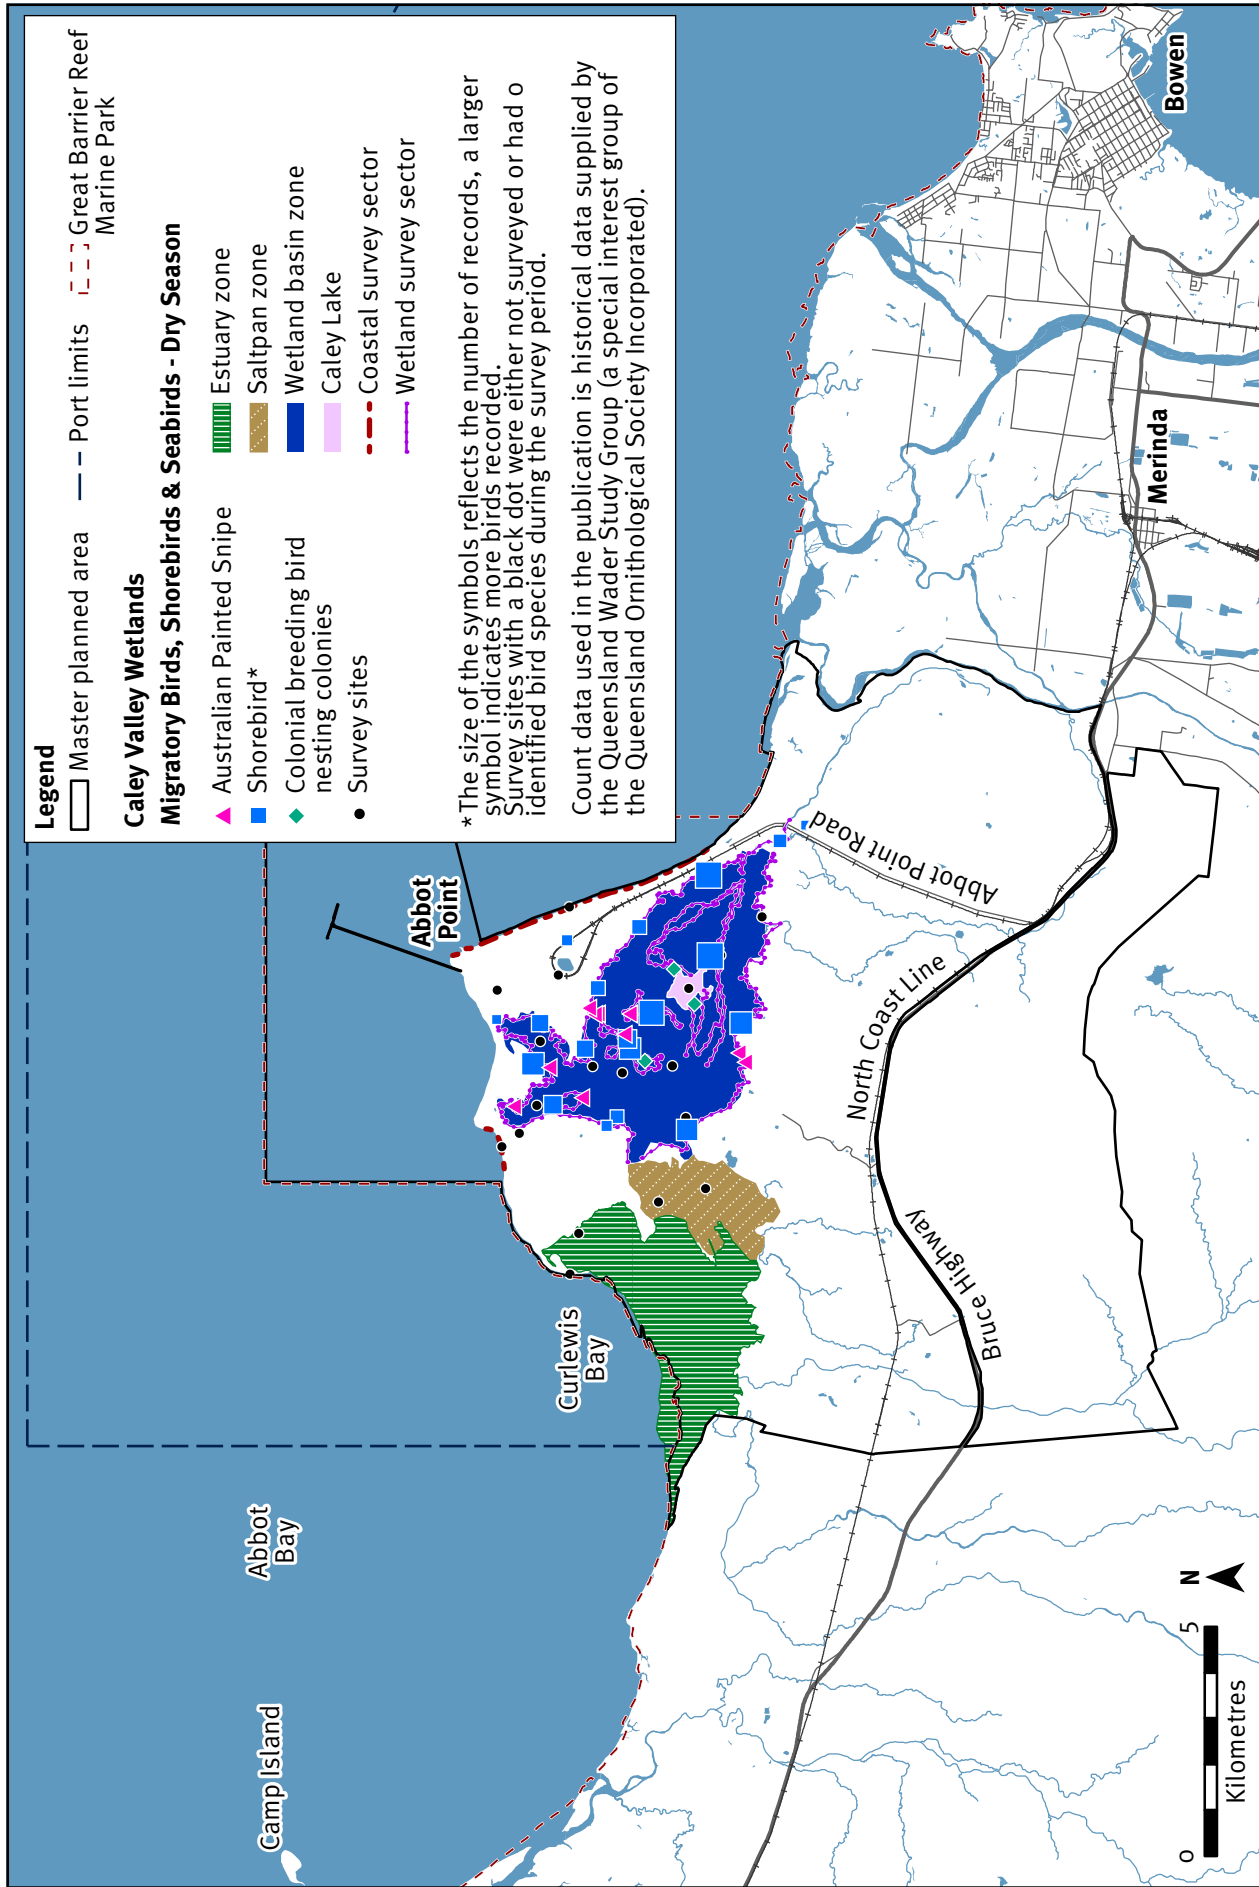 Legend
Master planned area
Port limits
Great Barrier Reef
Marine Park
Caley Valley Wetlands
Migratory Birds, Shorebirds & Seabirds - Dry Season
Australian Painted Snipe
Shorebird*
Colonial breeding bird
nesting colonies
Survey sites
Estuary zone
Saltpan zone
Wetland basin zone
Caley Lake
Coastal survey sector
Wetland survey sector
* The size of the symbols reflects the number of records, a larger
symbol indicates more birds recorded.
Survey sites with a black dot were either not surveyed or had 0
identified bird species during the survey period.
Count data used in the publication is historical data supplied by
the Queensland Wader Study Group (a special interest group of
the Queensland Ornithological Society Incorporated).
Camp Island
Abbot
Bay
Curlewis
Bay
Abbot
Point
Abbot Point Road
North Coast Line
Bruce Highway
Merinda
Bowen
N
0 5
Kilometres